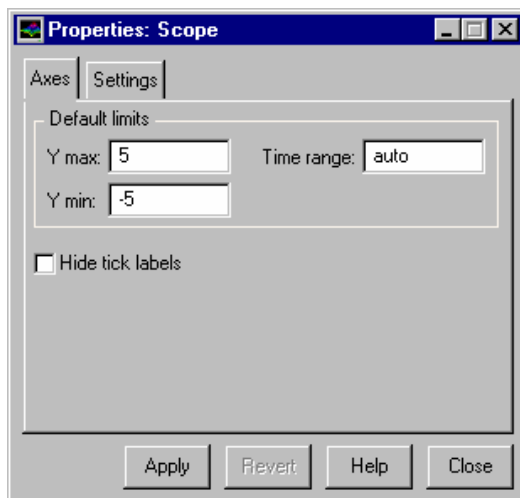 Properties: Scope
Axes Settings
Default limits
Y max: 5 Time range: auto
Y min: -5
Hide tick labels
Apply Revert Help Close